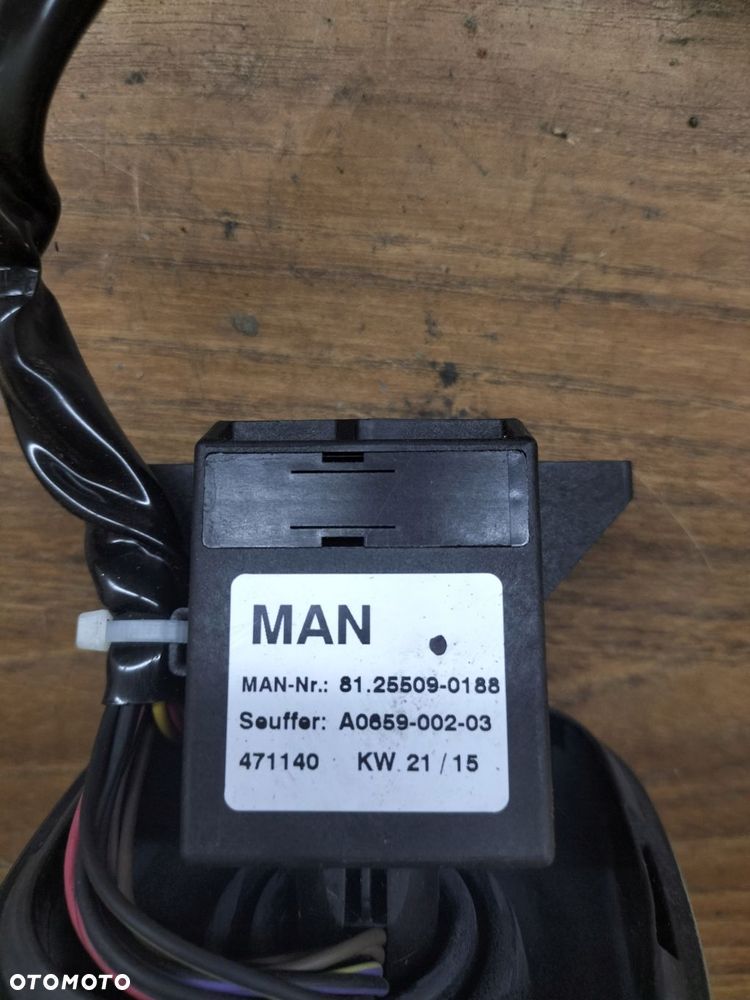 MAN
MAN-Nr.: 81.25509-0188
Seuffer: A0659-002-03
471140 KW 21 / 15
OTOMOTO